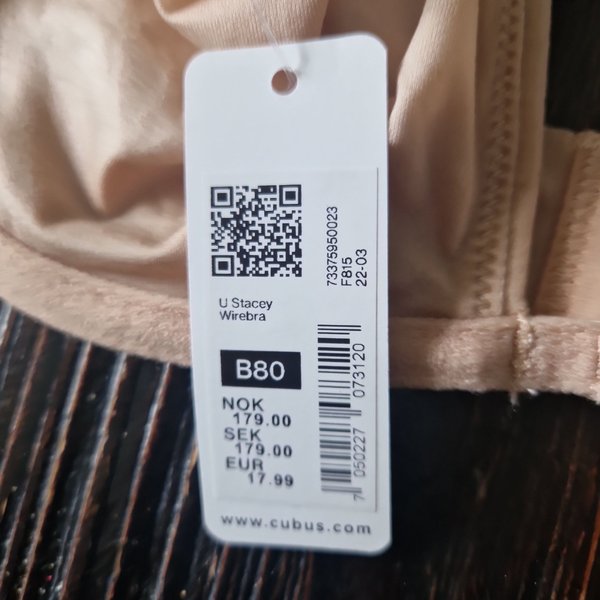 73375950023
F815
22-03
U Stacey
Wirebra
B80
NOK
179.00
SEK
179.00
EUR
17.99
7 050227 073120
www.cubus.com